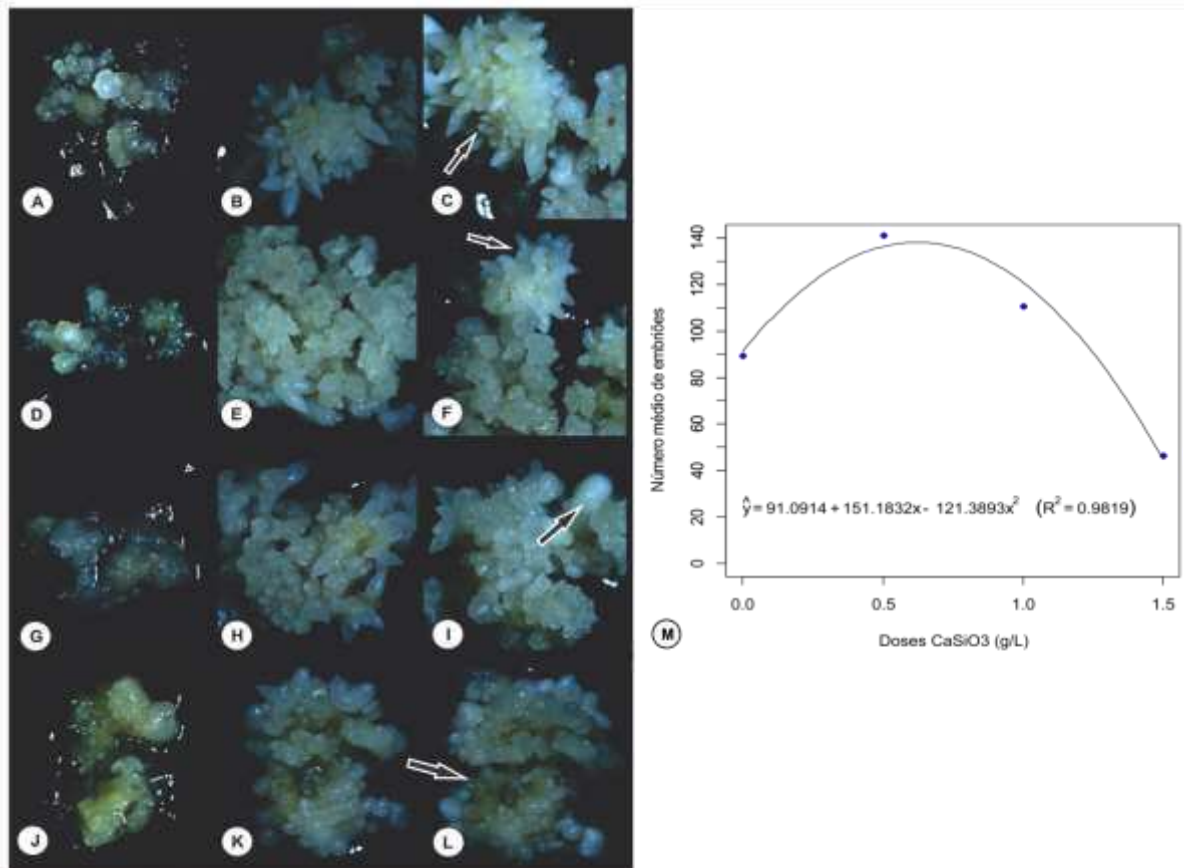 A
B
C
D
E
F
G
H
I
J
K
L
Número médio de embriões
140
120
100
80
60
40
20
0
ŷ = 91.0914 + 151.1832x - 121.3893x² (R² = 0.9819)
0.0 0.5 1.0 1.5
M
Doses CaSiO3 (g/L)